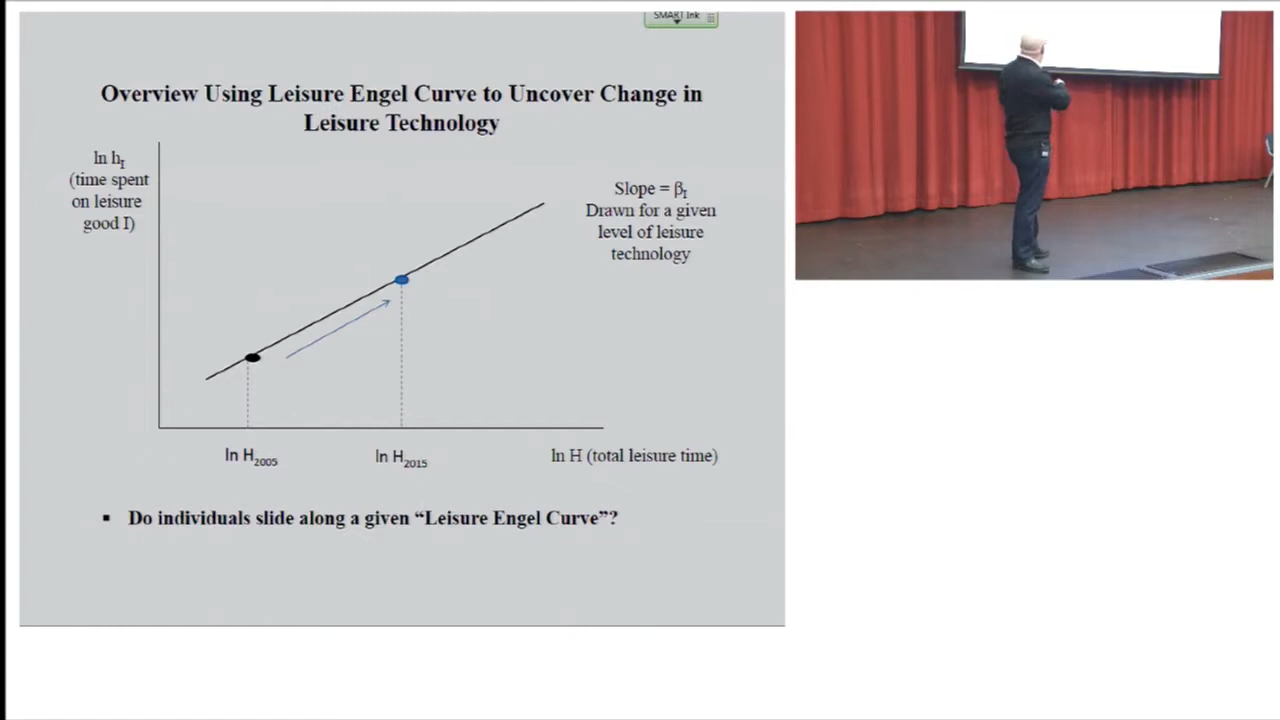 SMART Ink
Overview Using Leisure Engel Curve to Uncover Change in
Leisure Technology
ln h_I
(time spent
on leisure
good I)
Slope = β_I
Drawn for a given
level of leisure
technology
ln H₂₀₀₅
ln H₂₀₁₅
ln H (total leisure time)
▪ Do individuals slide along a given “Leisure Engel Curve”?